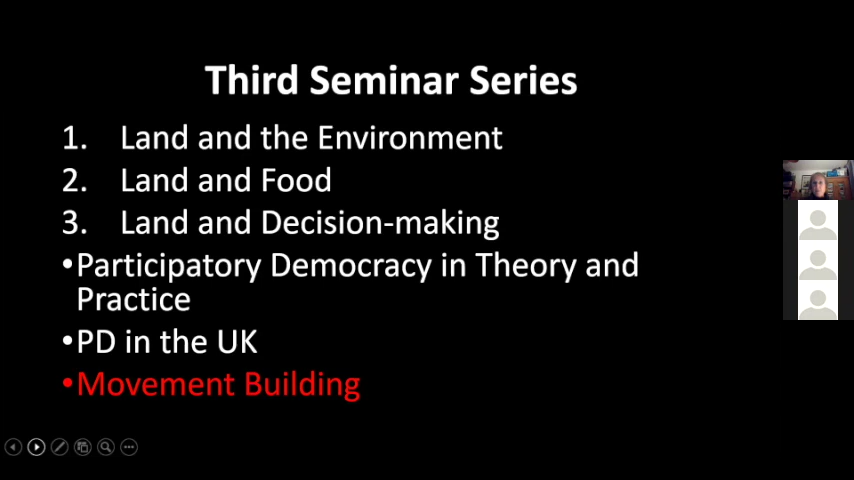 Third Seminar Series
1. Land and the Environment
2. Land and Food
3. Land and Decision-making
•Participatory Democracy in Theory and
Practice
•PD in the UK
•Movement Building